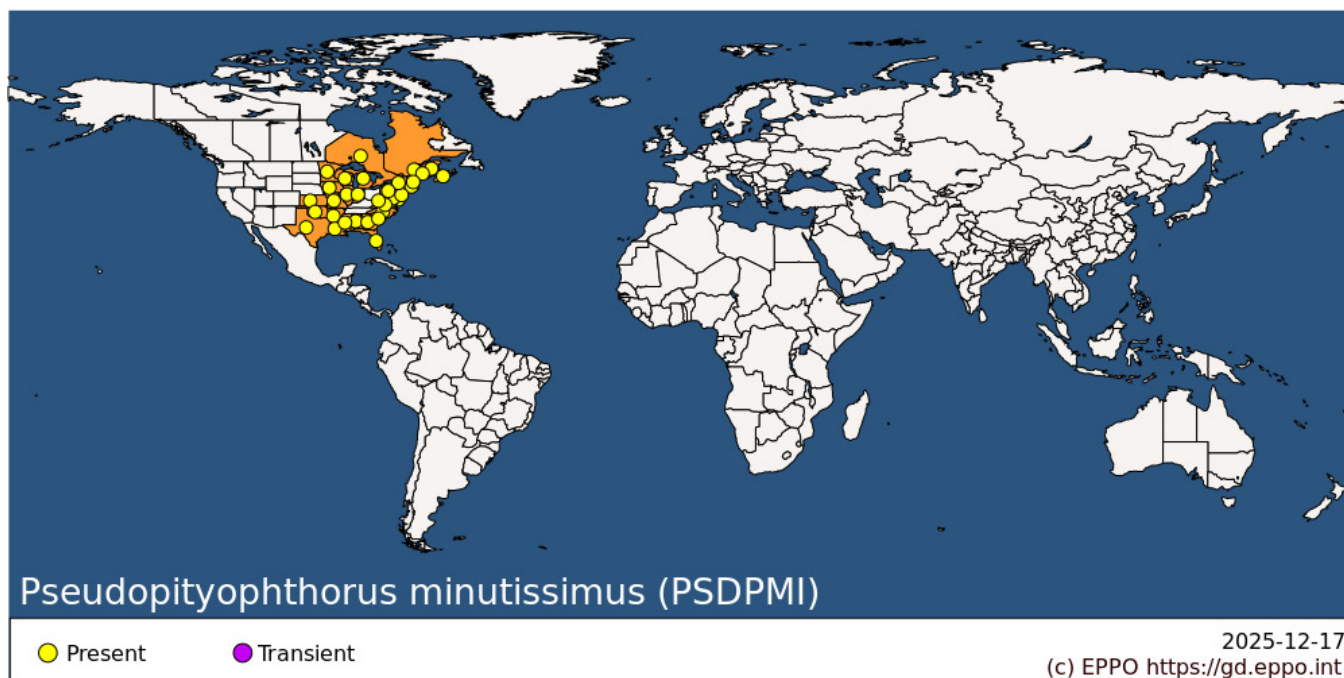 Pseudopityophthorus minutissimus (PSDPMI)
Present
Transient
2025-12-17
(c) EPPO https://gd.eppo.int